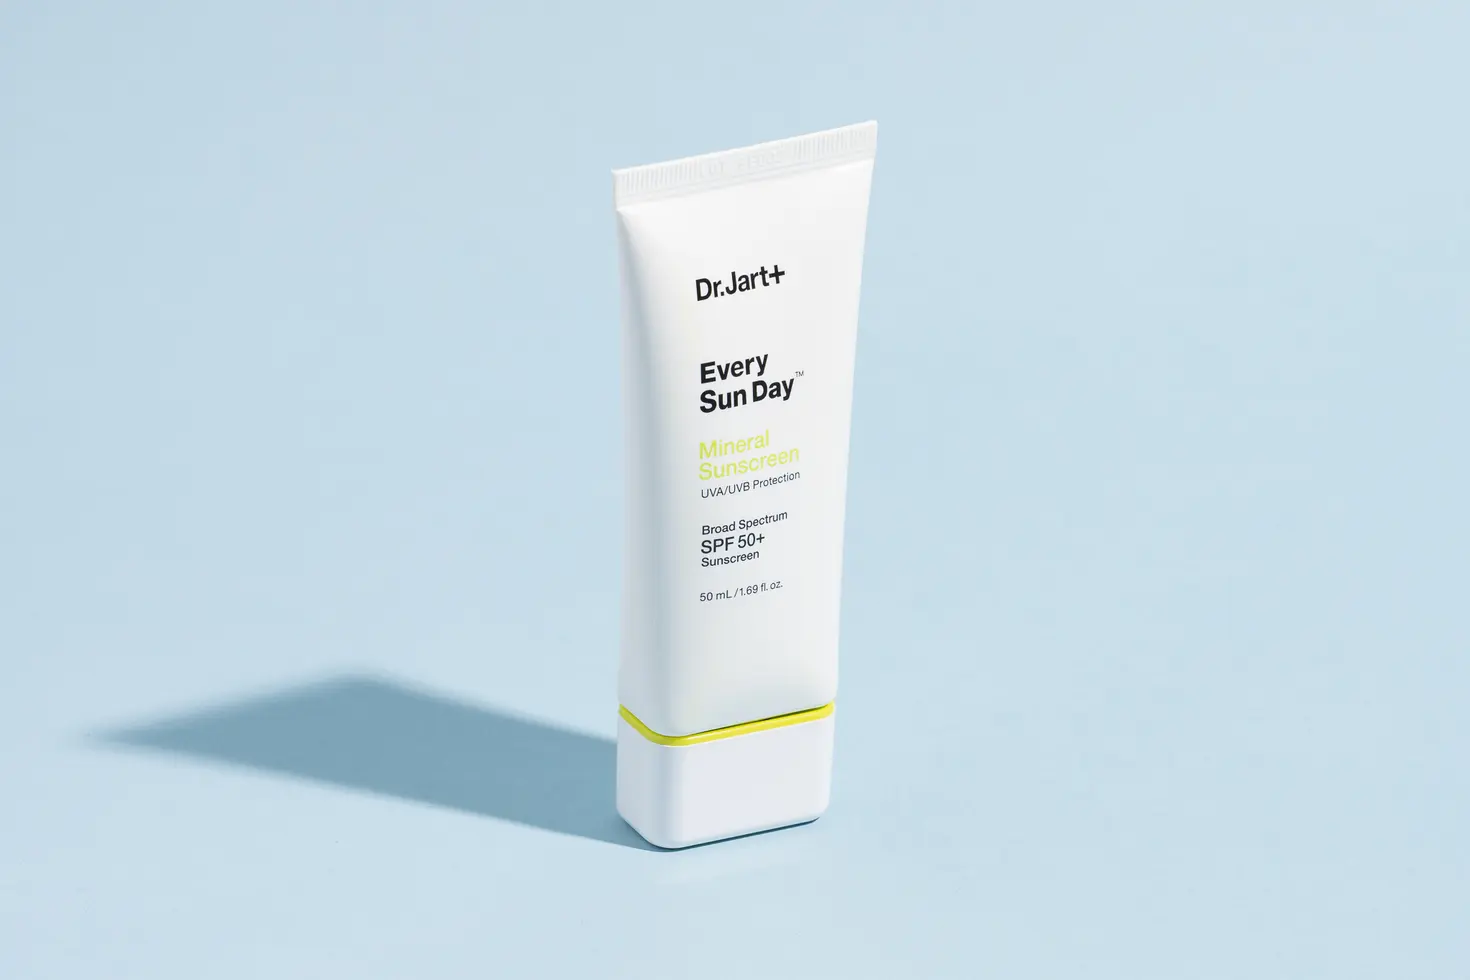 Dr.Jart+
Every
Sun Day™
Mineral
Sunscreen
UVA/UVB Protection
Broad Spectrum
SPF 50+
Sunscreen
50 mL / 1.69 fl. oz.